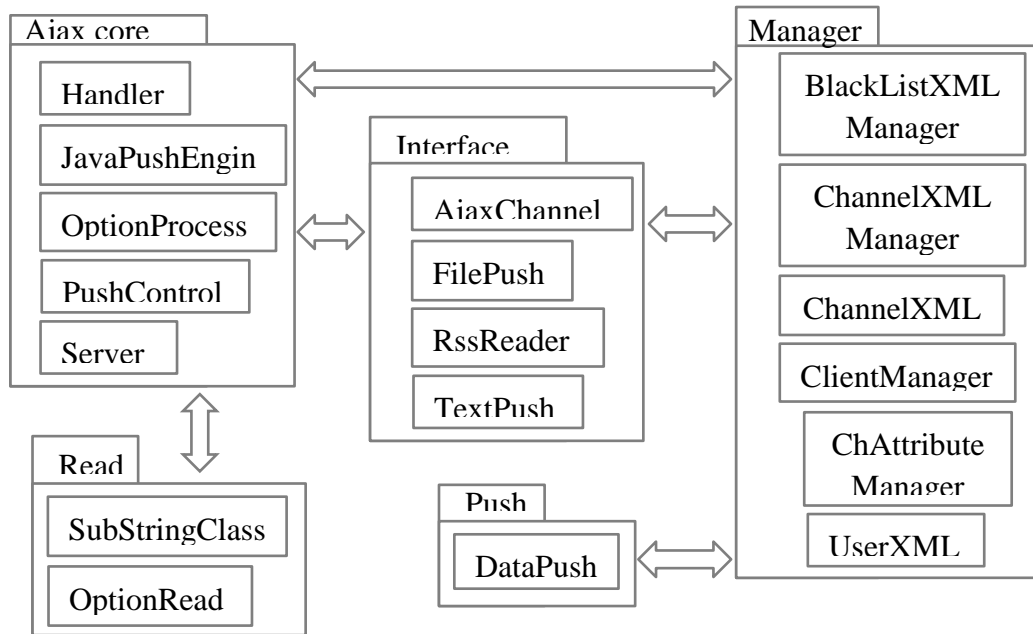 Ajax core
Handler
JavaPushEngin
OptionProcess
PushControl
Server
Read
SubStringClass
OptionRead
Interface
AjaxChannel
FilePush
RssReader
TextPush
Push
DataPush
Manager
BlackListXML
Manager
ChannelXML
Manager
ChannelXML
ClientManager
ChAttribute
Manager
UserXML